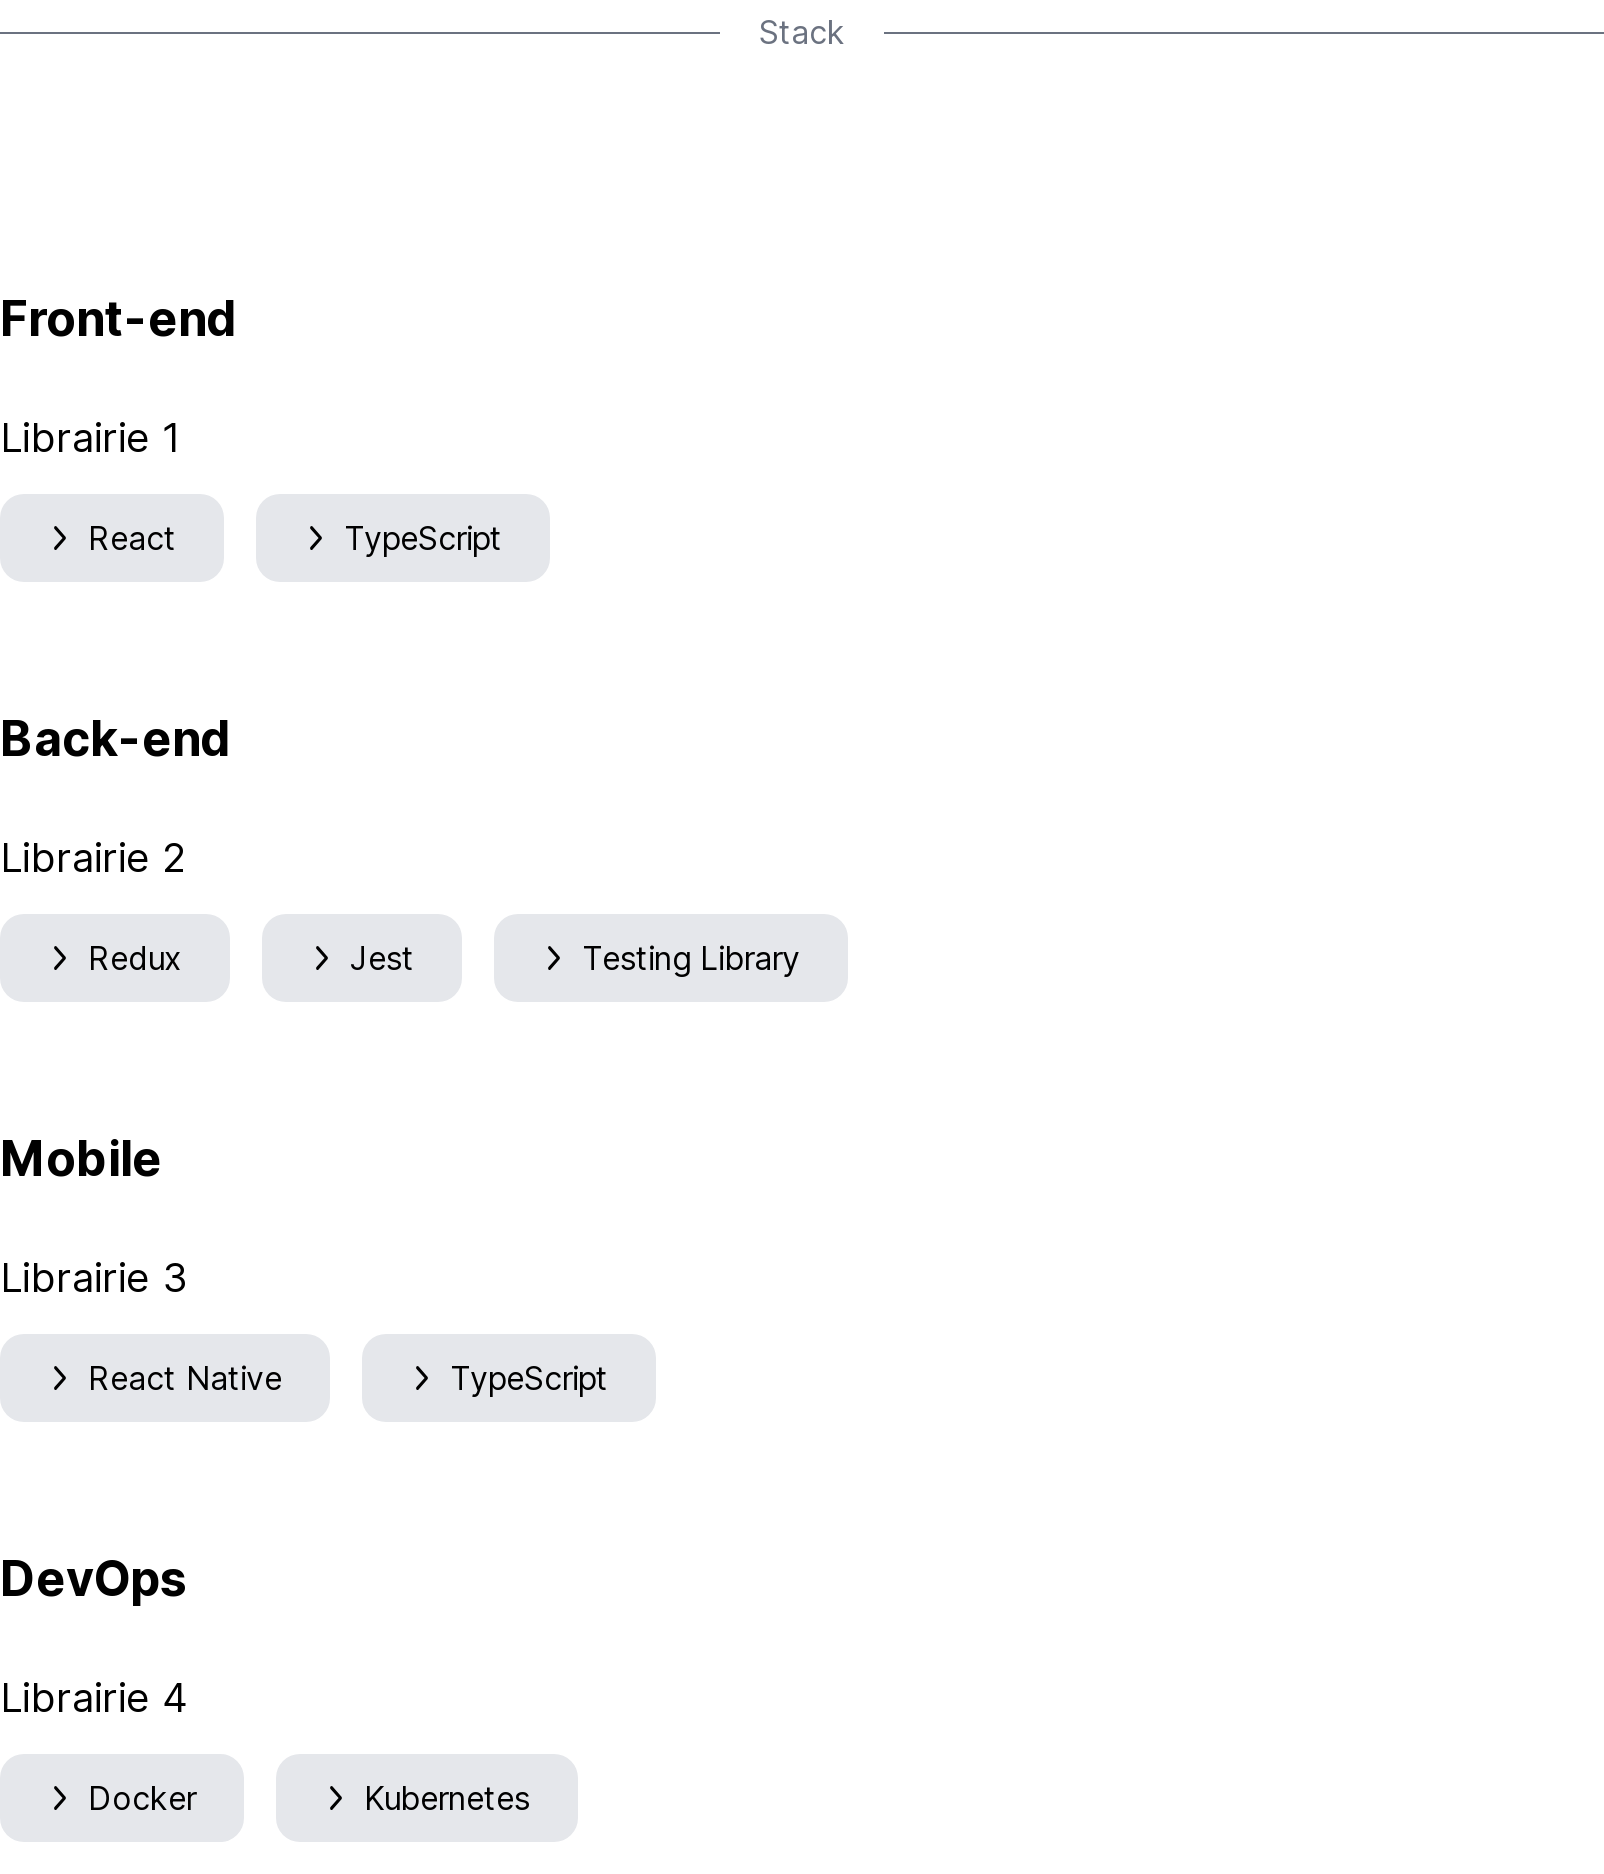 Stack
Front-end
Librairie 1
React TypeScript
Back-end
Librairie 2
Redux Jest Testing Library
Mobile
Librairie 3
React Native TypeScript
DevOps
Librairie 4
Docker Kubernetes